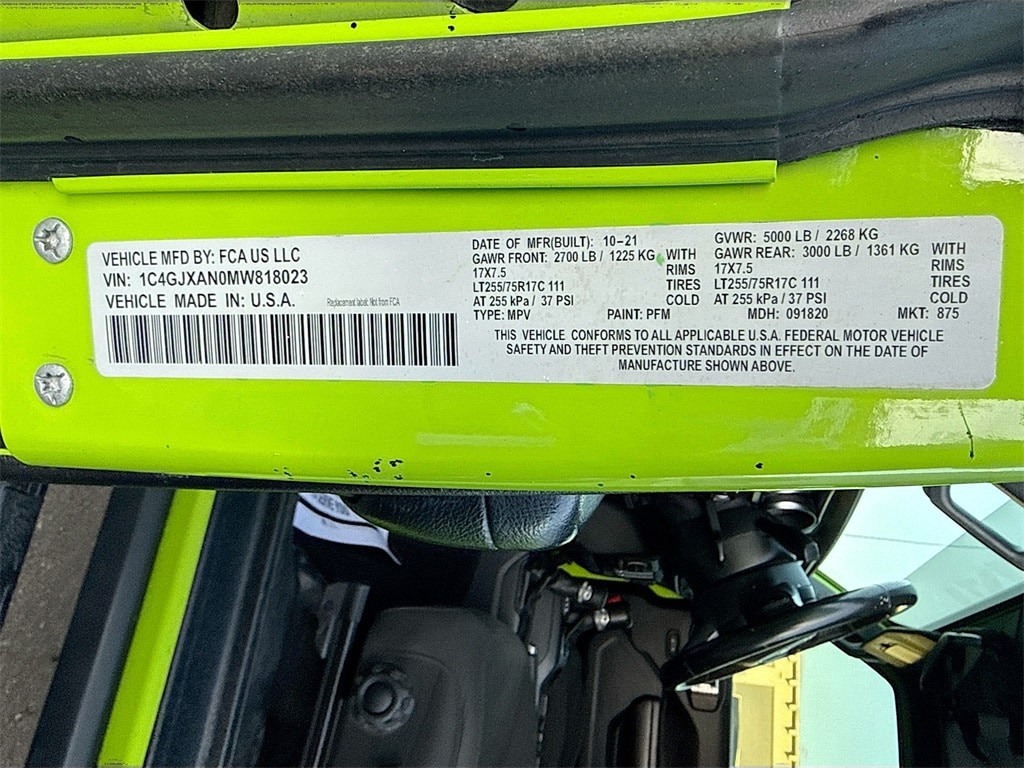 VEHICLE MFD BY: FCA US LLC
VIN: 1C4GJXAN0MW818023
VEHICLE MADE IN: U.S.A.
Replacement label: Not from FCA
DATE OF MFR(BUILT): 10-21
GAWR FRONT: 2700 LB / 1225 KG WITH
17X7.5 RIMS
LT255/75R17C 111 TIRES
AT 255 kPa / 37 PSI COLD
GVWR: 5000 LB / 2268 KG
GAWR REAR: 3000 LB / 1361 KG WITH
17X7.5 RIMS
LT255/75R17C 111 TIRES
AT 255 kPa / 37 PSI COLD
TYPE: MPV PAINT: PFM MDH: 091820 MKT: 875
THIS VEHICLE CONFORMS TO ALL APPLICABLE U.S.A. FEDERAL MOTOR VEHICLE
SAFETY AND THEFT PREVENTION STANDARDS IN EFFECT ON THE DATE OF
MANUFACTURE SHOWN ABOVE.